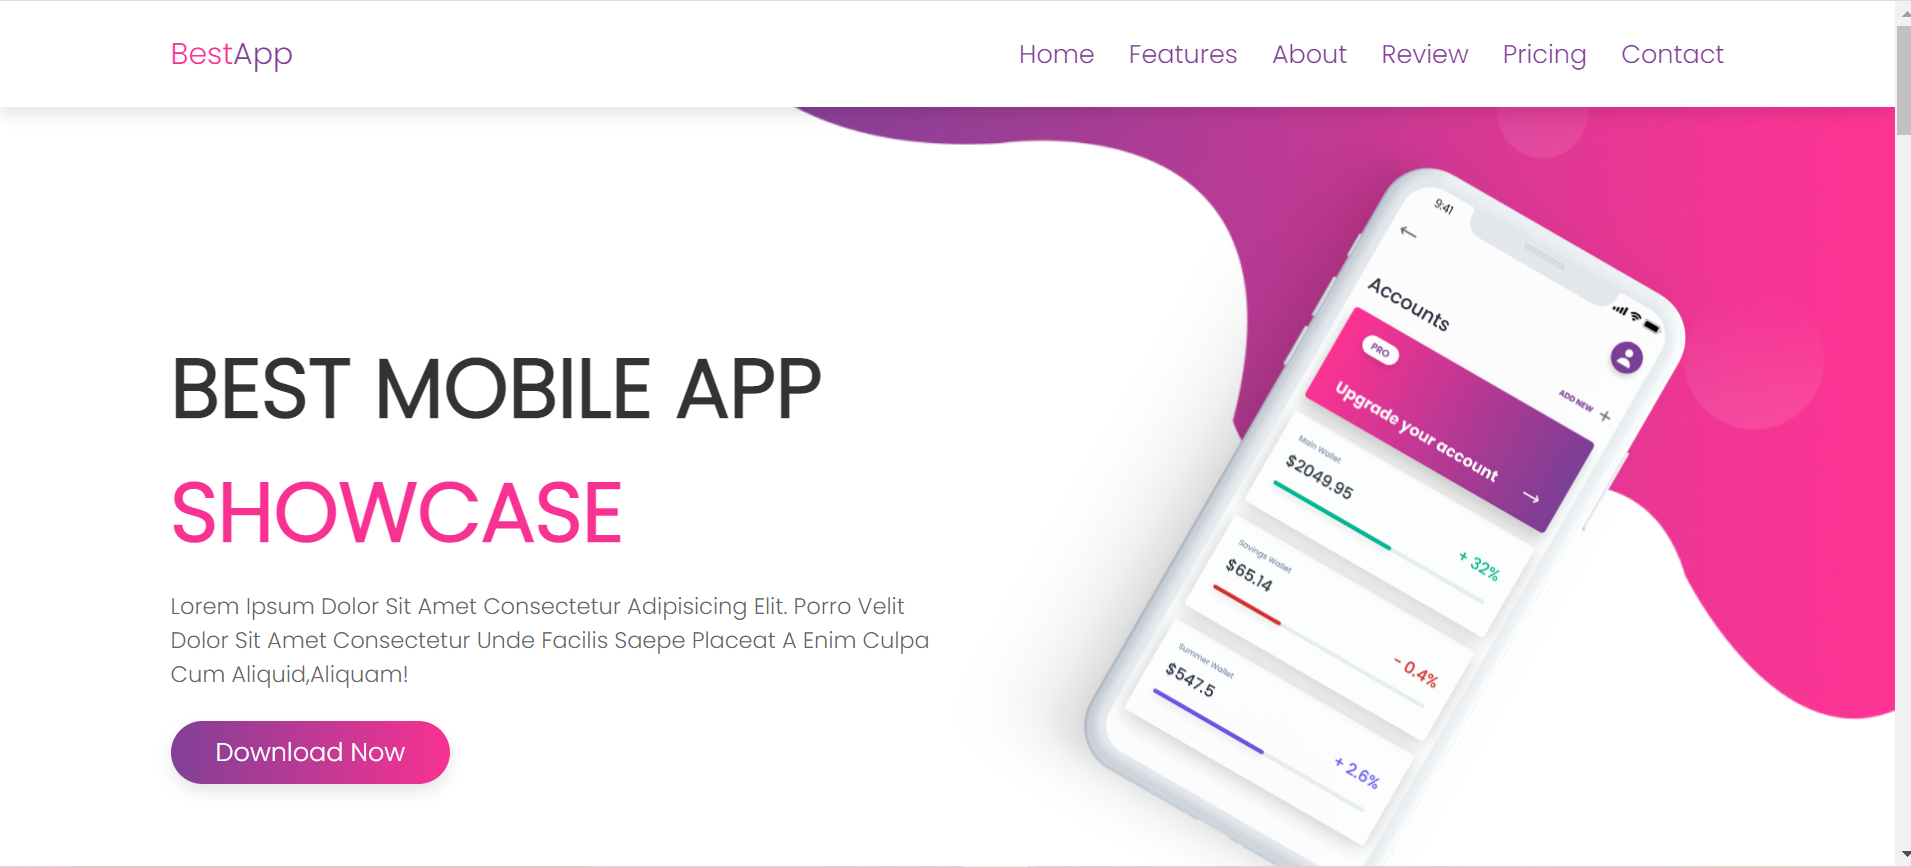 BestApp
Home Features About Review Pricing Contact
BEST MOBILE APP
SHOWCASE
Lorem Ipsum Dolor Sit Amet Consectetur Adipisicing Elit. Porro Velit
Dolor Sit Amet Consectetur Unde Facilis Saepe Placeat A Enim Culpa
Cum Aliquid,Aliquam!
Download Now
9:41
Accounts
ADD NEW +
PRO
Upgrade your account
Main Wallet
$2049.95
+ 32%
Savings Wallet
$65.14
- 0.4%
Summer Wallet
$547.5
+ 2.6%